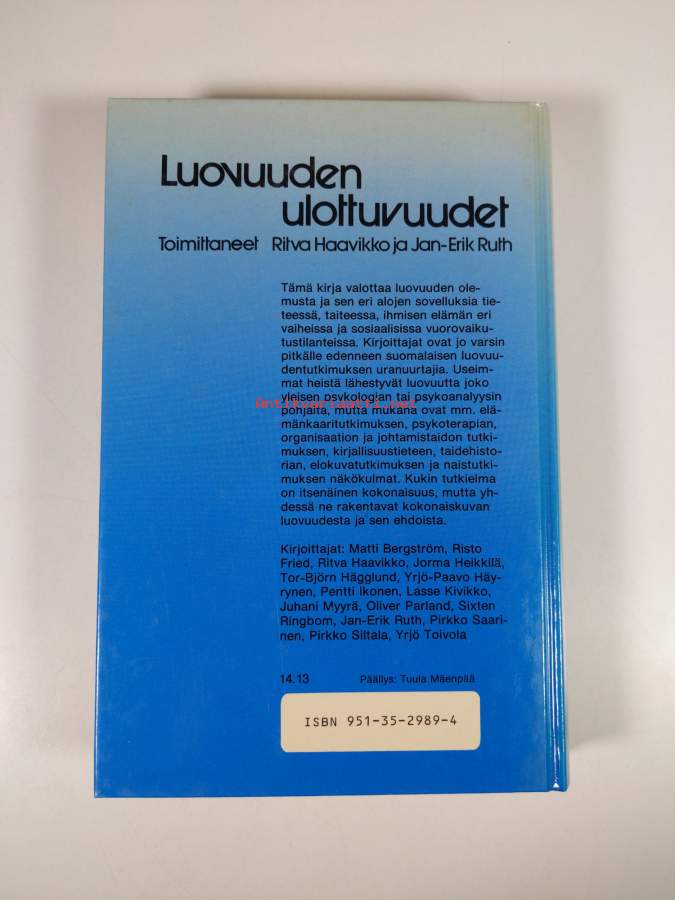 Luovuuden
ulottuvuudet
Toimittaneet Ritva Haavikko ja Jan-Erik Ruth
Tämä kirja valottaa luovuuden ole-
musta ja sen eri alojen sovelluksia tie-
teessä, taiteessa, ihmisen elämän eri
vaiheissa ja sosiaalisissa vuorovaiku-
tustilanteissa. Kirjoittajat ovat jo varsin
pitkälle edenneen suomalaisen luovuu-
dentutkimuksen uranuurtajia. Useim-
mat heistä lähestyvät luovuutta joko
yleisen psykologian tai psykoanalyysin
Antikvariaatti.net
pohjalta, mutta mukana ovat mm. elä-
mänkaaritutkimuksen, psykoterapian,
organisaation ja johtamistaidon tutki-
muksen, kirjallisuustieteen, taidehisto-
rian, elokuvatutkimuksen ja naistutki-
muksen näkökulmat. Kukin tutkielma
on itsenäinen kokonaisuus, mutta yh-
dessä ne rakentavat kokonaiskuvan
luovuudesta ja sen ehdoista.
Kirjoittajat: Matti Bergström, Risto
Fried, Ritva Haavikko, Jorma Heikkilä,
Tor-Björn Hägglund, Yrjö-Paavo Häy-
rynen, Pentti Ikonen, Lasse Kivikko,
Juhani Myyrä, Oliver Parland, Sixten
Ringbom, Jan-Erik Ruth, Pirkko Saari-
nen, Pirkko Siltala, Yrjö Toivola
14.13 Päällys: Tuula Mäenpää
ISBN 951-35-2989-4